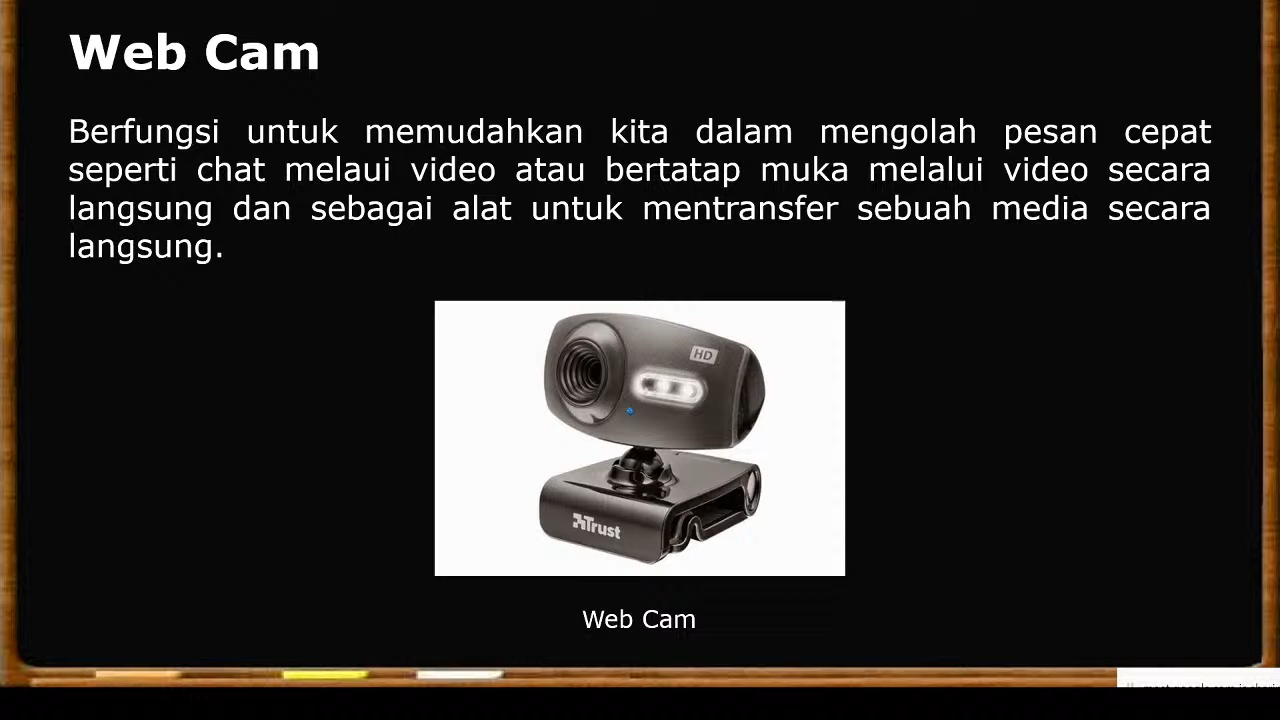 Web Cam
Berfungsi untuk memudahkan kita dalam mengolah pesan cepat
seperti chat melaui video atau bertatap muka melalui video secara
langsung dan sebagai alat untuk mentransfer sebuah media secara
langsung.
HD
Trust
Web Cam